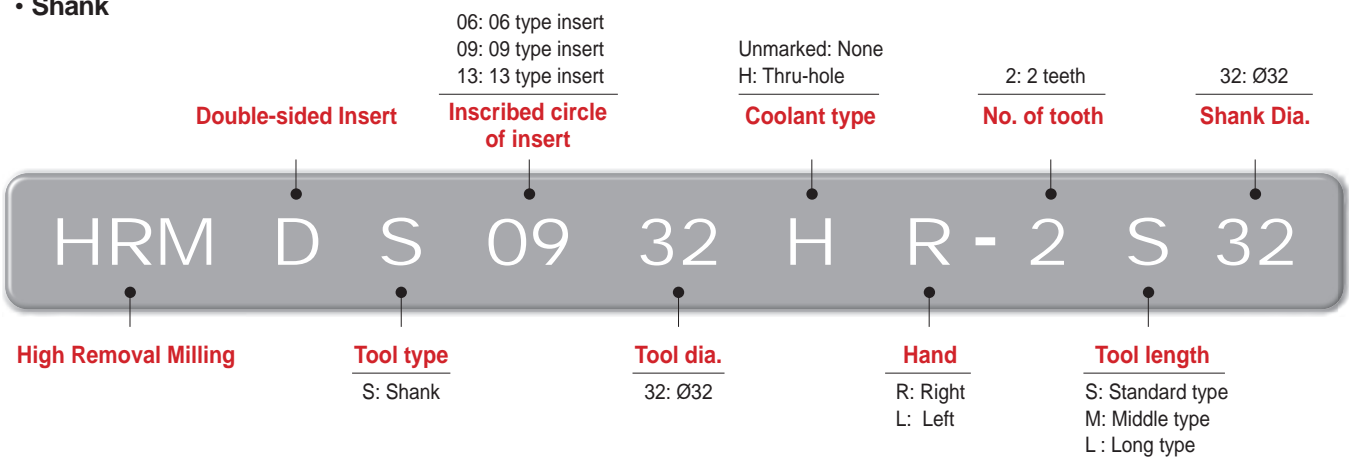 • Shank
06: 06 type insert
09: 09 type insert
13: 13 type insert
Unmarked: None
H: Thru-hole
2: 2 teeth
32: Ø32
Double-sided Insert
Inscribed circle
of insert
Coolant type
No. of tooth
Shank Dia.
HRM D S 09 32 H R - 2 S 32
High Removal Milling
Tool type
S: Shank
Tool dia.
32: Ø32
Hand
R: Right
L: Left
Tool length
S: Standard type
M: Middle type
L : Long type